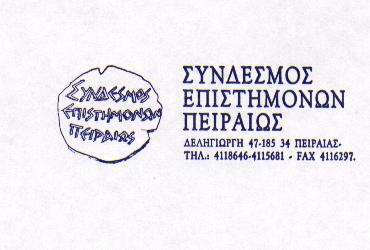 ΣΥΝΔΕΣΜΟΣ
ΕΠΙΣΤΗΜΟΝΩΝ
ΠΕΙΡΑΙΩΣ
ΣΥΝΔΕΣΜΟΣ
ΕΠΙΣΤΗΜΟΝΩΝ
ΠΕΙΡΑΙΩΣ
ΔΕΛΗΓΙΩΡΓΗ 47-185 34 ΠΕΙΡΑΙΑΣ-
ΤΗΛ.: 4118646-4115681 - FAX 4116297.